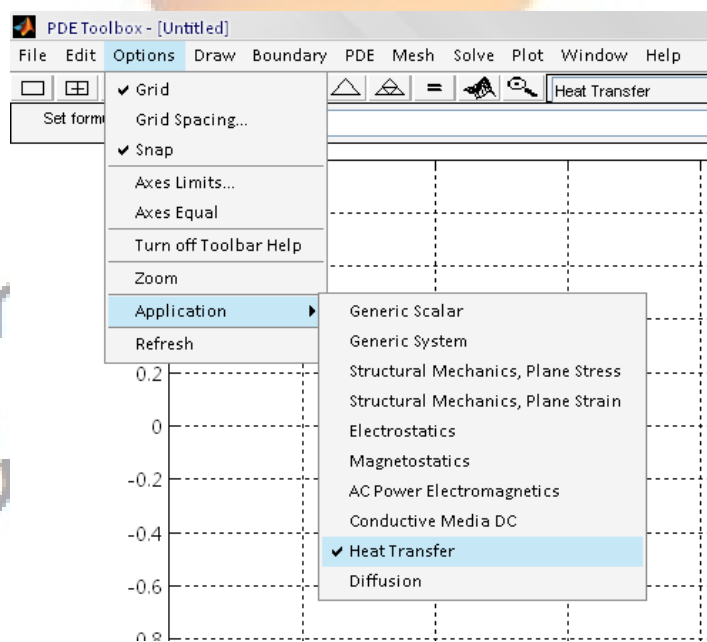 PDE Toolbox - [Untitled]
File Edit Options Draw Boundary PDE Mesh Solve Plot Window Help
Heat Transfer
Set formu
✔ Grid
Grid Spacing...
✔ Snap
Axes Limits...
Axes Equal
Turn off Toolbar Help
Zoom
Application
Refresh
Generic Scalar
Generic System
Structural Mechanics, Plane Stress
Structural Mechanics, Plane Strain
Electrostatics
Magnetostatics
AC Power Electromagnetics
Conductive Media DC
✔ Heat Transfer
Diffusion
0.2
0
-0.2
-0.4
-0.6
-0.8